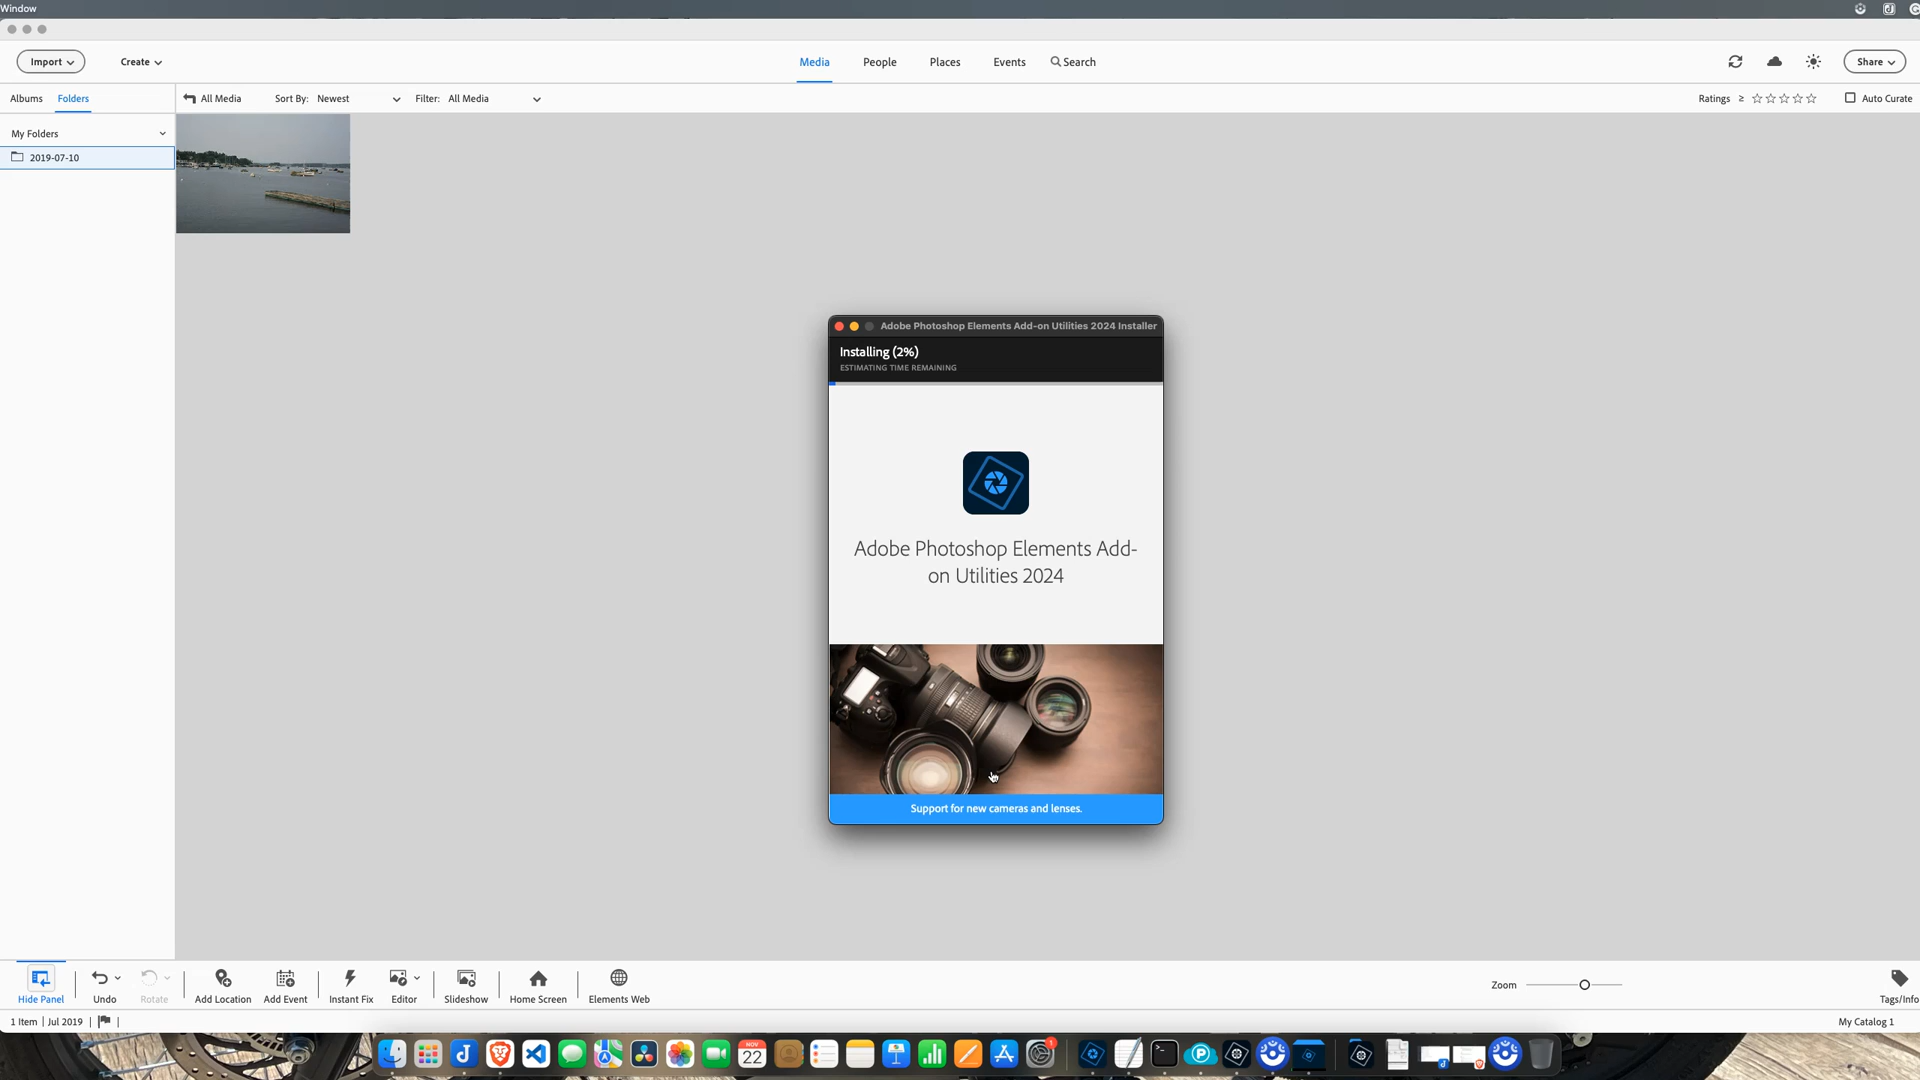 Window
Import
Create
Media
People
Places
Events
Search
Share
Albums
Folders
All Media
Sort By: Newest
Filter: All Media
Ratings ≥
Auto Curate
My Folders
2019-07-10
Adobe Photoshop Elements Add-on Utilities 2024 Installer
Installing (2%)
ESTIMATING TIME REMAINING
Adobe Photoshop Elements Add-
on Utilities 2024
Support for new cameras and lenses.
Hide Panel
Undo
Rotate
Add Location
Add Event
Instant Fix
Editor
Slideshow
Home Screen
Elements Web
Zoom
Tags/Info
1 Item
Jul 2019
My Catalog 1
NOV
22
1